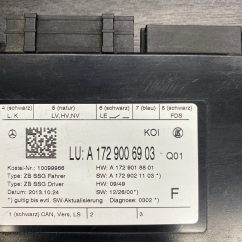 4 (schwarz) 5 (natur) 6 (schwarz) 7 (blau) 8 (schwarz)
L. K LV,HV,NV LE FDS
KOI
LU: A 172 900 69 03 Q01
Kostal-Nr.: 10099966 HW: A 172 901 88 01
Type: ZB SSG Fahrer SW: A 172 902 11 03 *)
Type: ZB SSG Driver HW: 09/49
Date: 2013.10.24 SW: 12/26/00 *)
*) gültig bis evtl. SW-Aktualisierung Diagnose: 0302 *)
F
1 (schwarz) CAN, Vers, LS 2 3